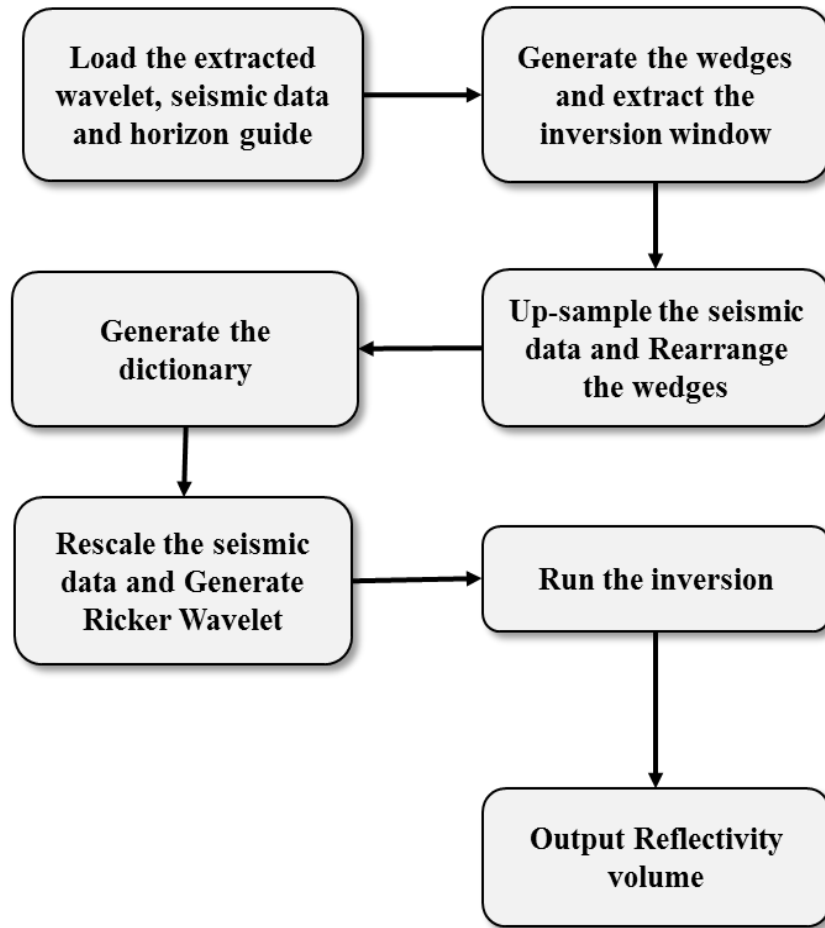 Load the extracted
wavelet, seismic data
and horizon guide
Generate the wedges
and extract the
inversion window
Up-sample the seismic
data and Rearrange
the wedges
Generate the
dictionary
Rescale the seismic
data and Generate
Ricker Wavelet
Run the inversion
Output Reflectivity
volume